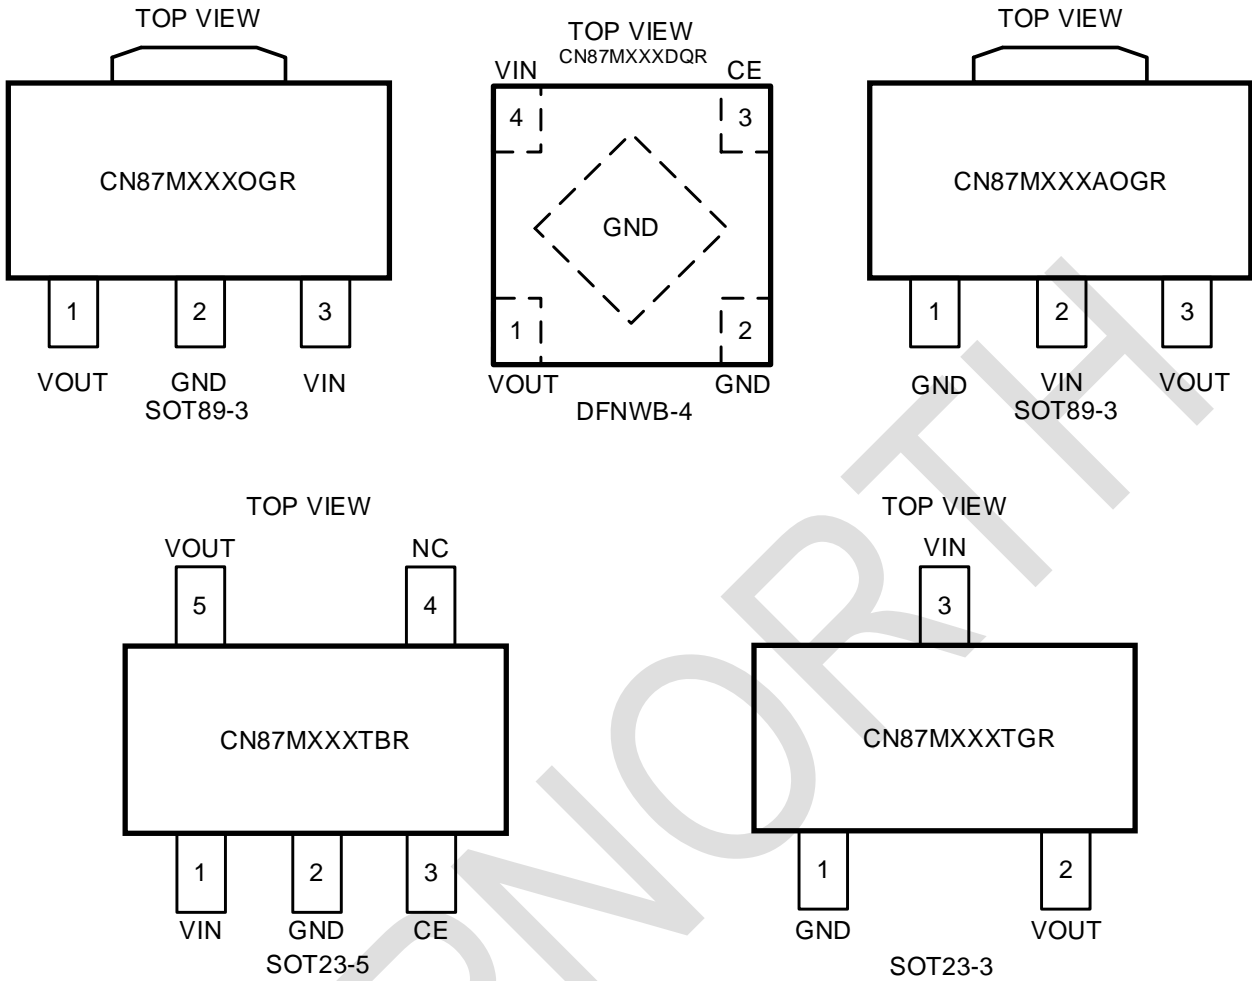 TOP VIEW
CN87MXXXOGR
1 2 3
VOUT GND VIN
SOT89-3
TOP VIEW
CN87MXXXDQR
VIN CE
4 3
GND
1 2
VOUT GND
DFNWB-4
TOP VIEW
CN87MXXXAOGR
1 2 3
GND VIN VOUT
SOT89-3
TOP VIEW
VOUT NC
5 4
CN87MXXXTBR
1 2 3
VIN GND CE
SOT23-5
TOP VIEW
VIN
3
CN87MXXXTGR
1 2
GND VOUT
SOT23-3
RNORTH